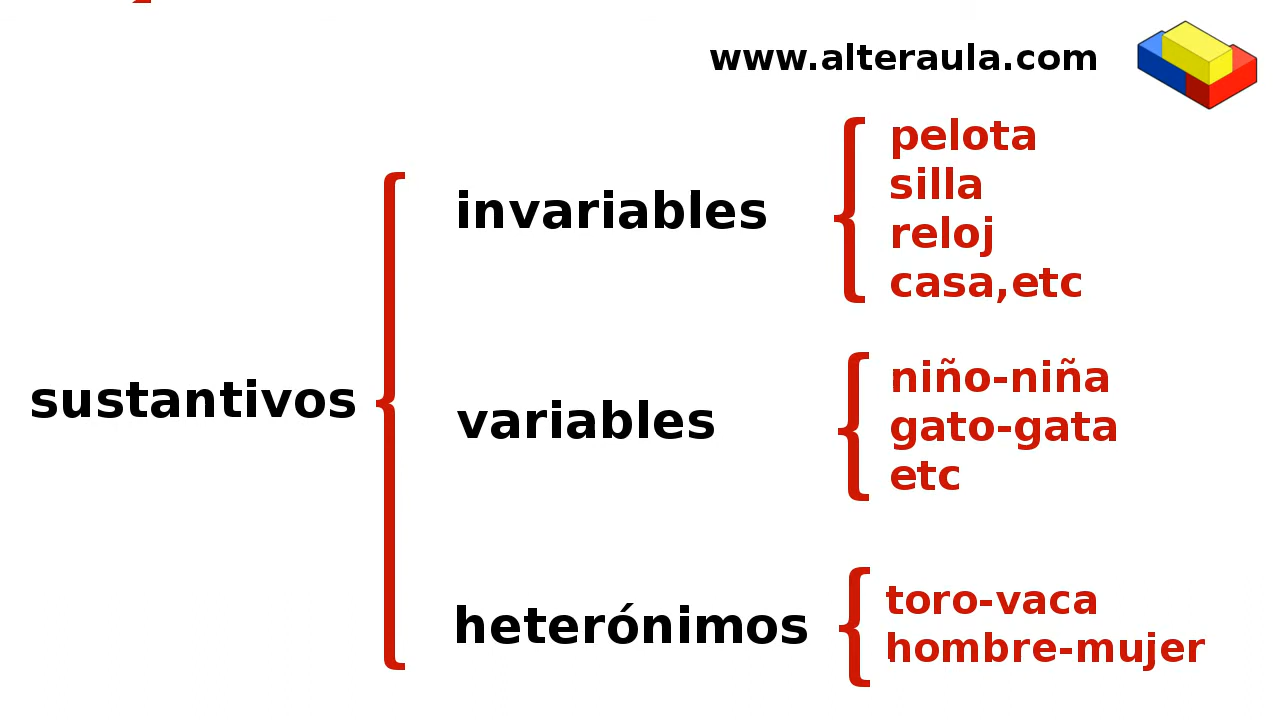 www.alteraula.com
sustantivos
invariables
pelota
silla
reloj
casa,etc
variables
niño-niña
gato-gata
etc
heterónimos
toro-vaca
hombre-mujer